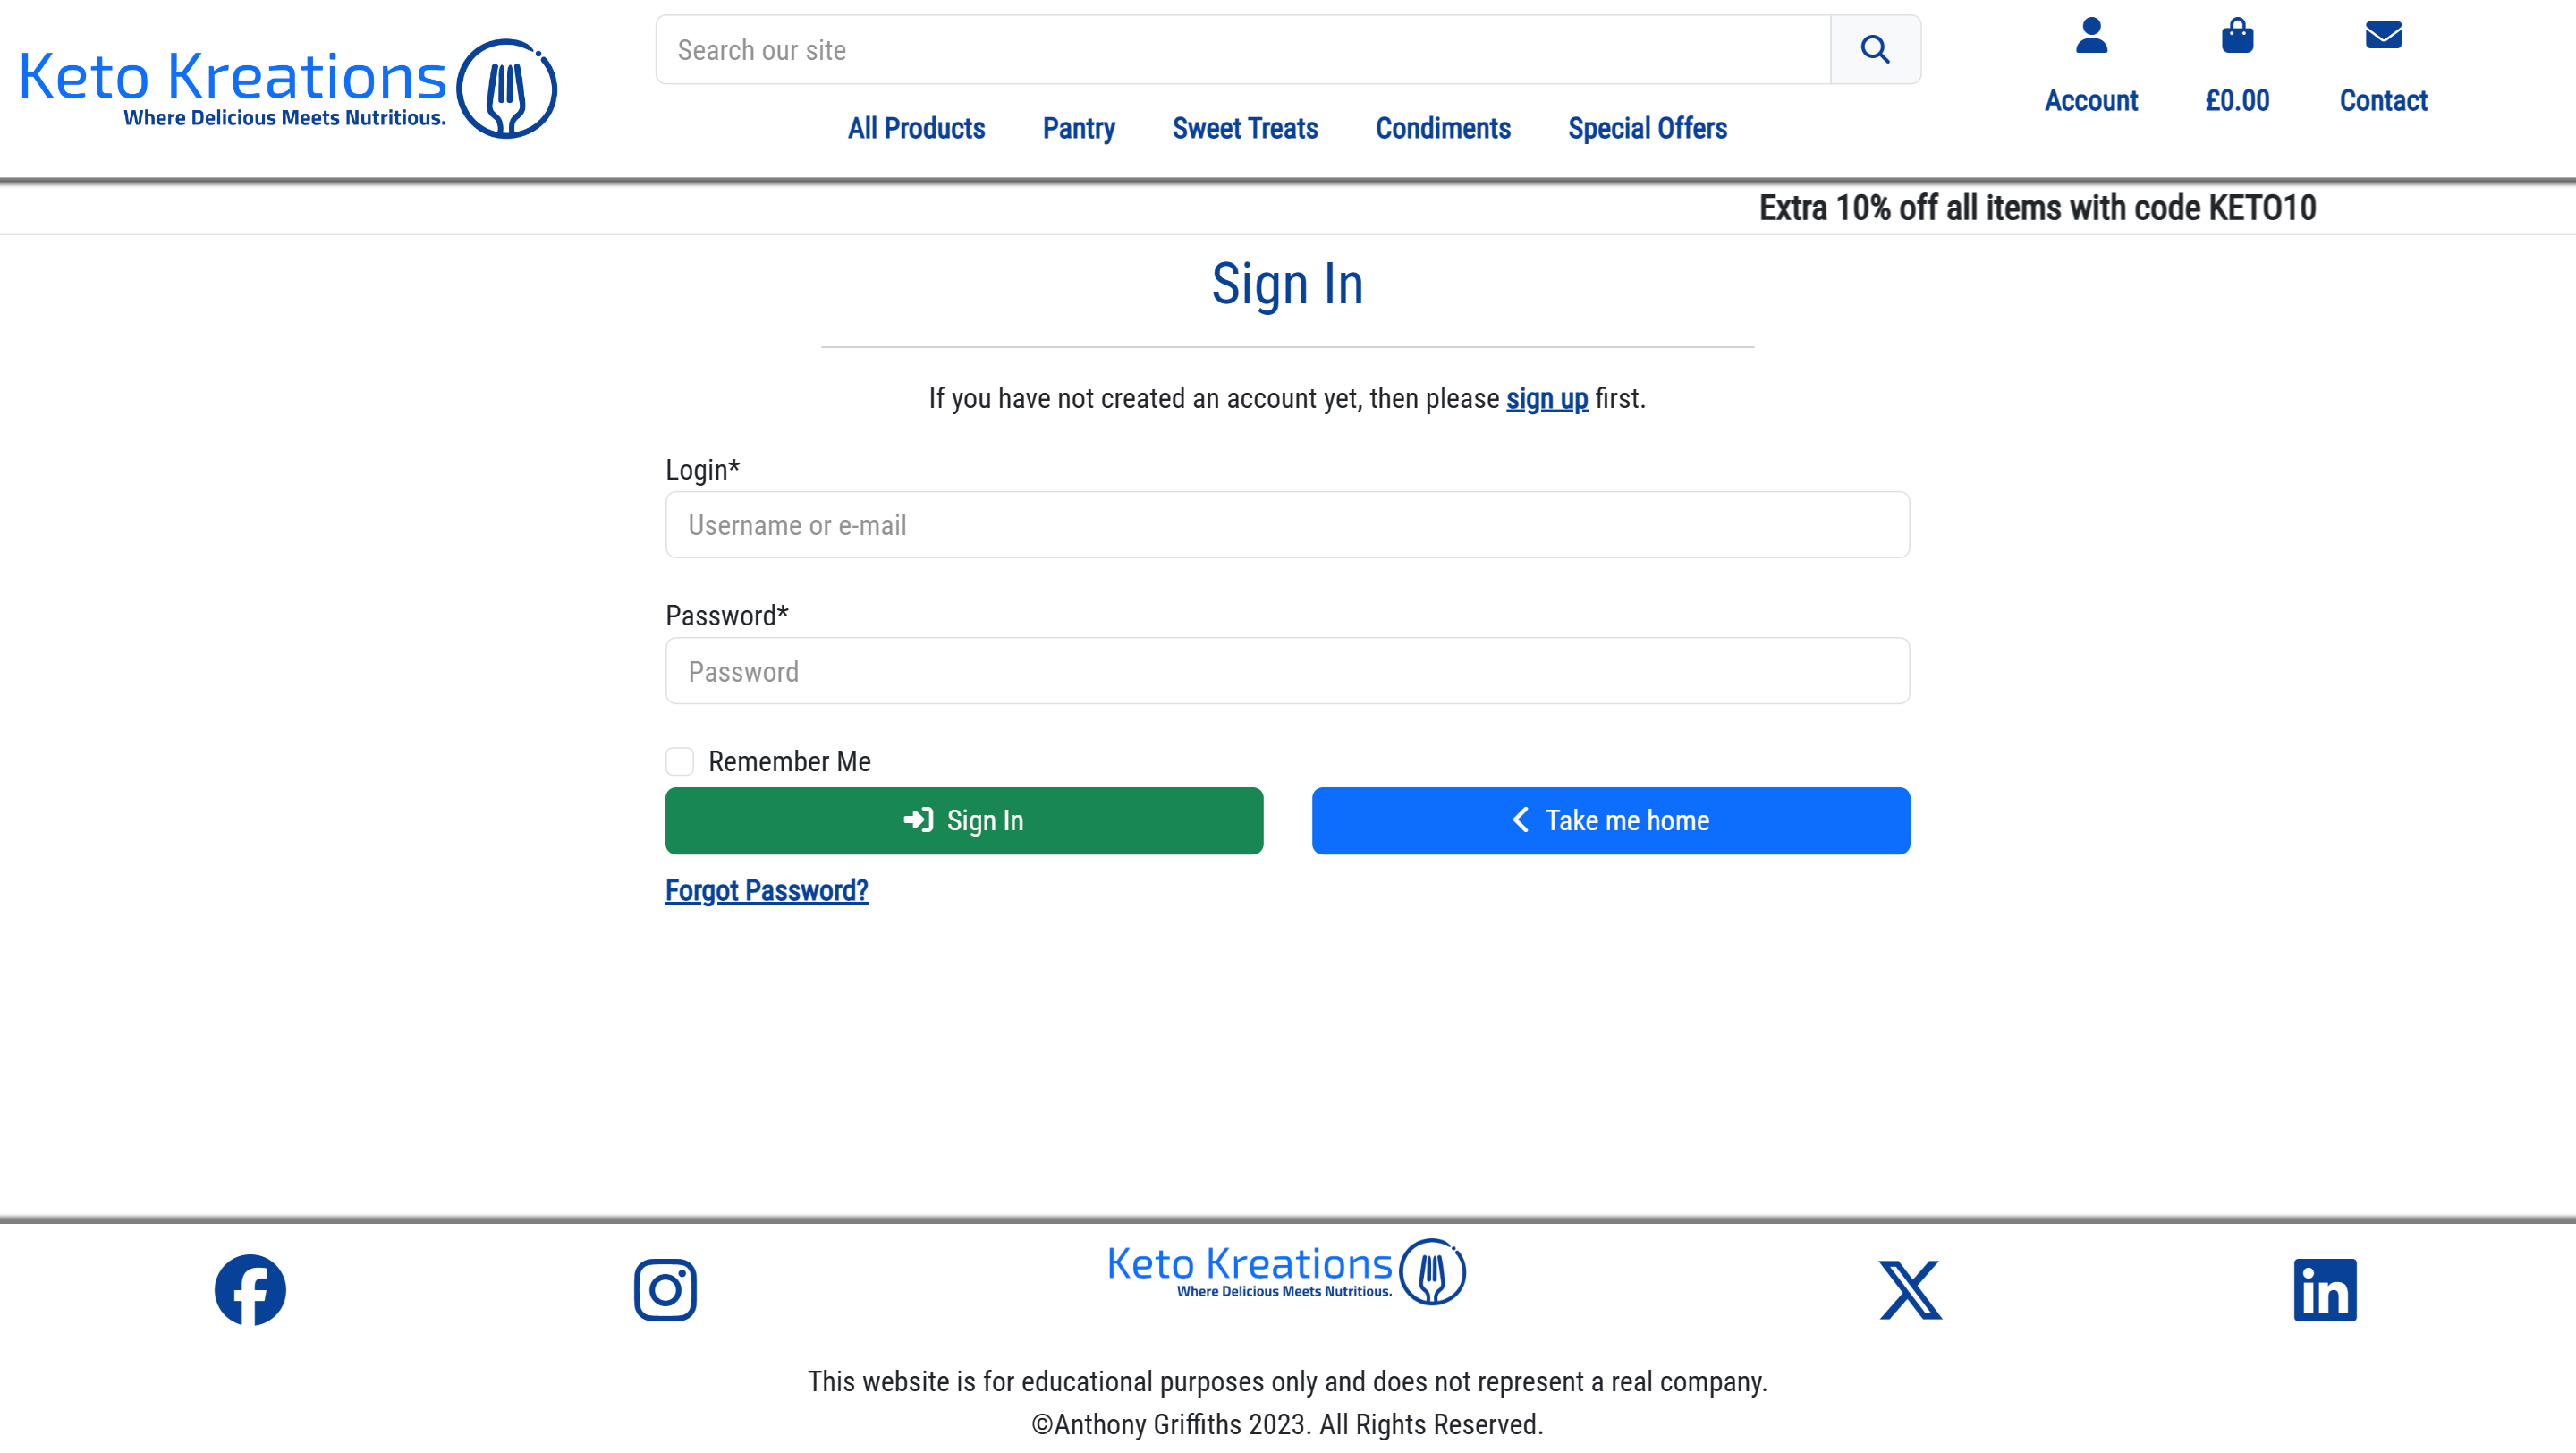 Keto Kreations
Where Delicious Meets Nutritious.
Search our site
Account
£0.00
Contact
All Products
Pantry
Sweet Treats
Condiments
Special Offers
Extra 10% off all items with code KETO10
Sign In
If you have not created an account yet, then please sign up first.
Login*
Username or e-mail
Password*
Password
Remember Me
Sign In
Take me home
Forgot Password?
Keto Kreations
Where Delicious Meets Nutritious.
This website is for educational purposes only and does not represent a real company.
©Anthony Griffiths 2023. All Rights Reserved.